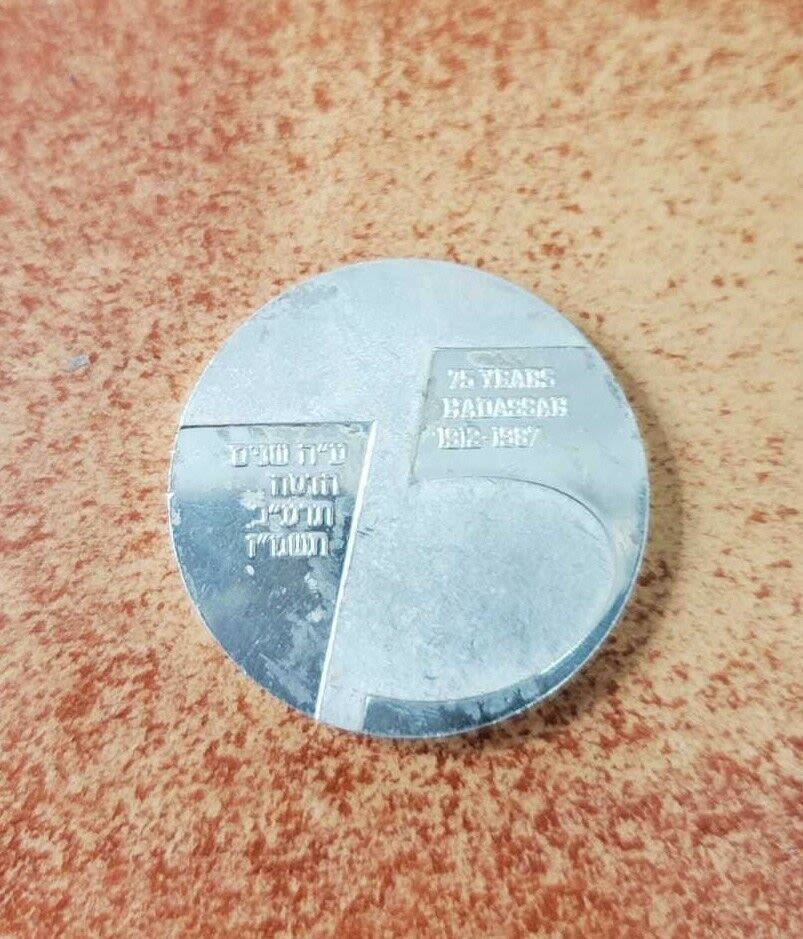 75 YEARS
HADASSAH
1912-1987
ע״ה שנים
הדסה
תרע״ב
תשמ״ז